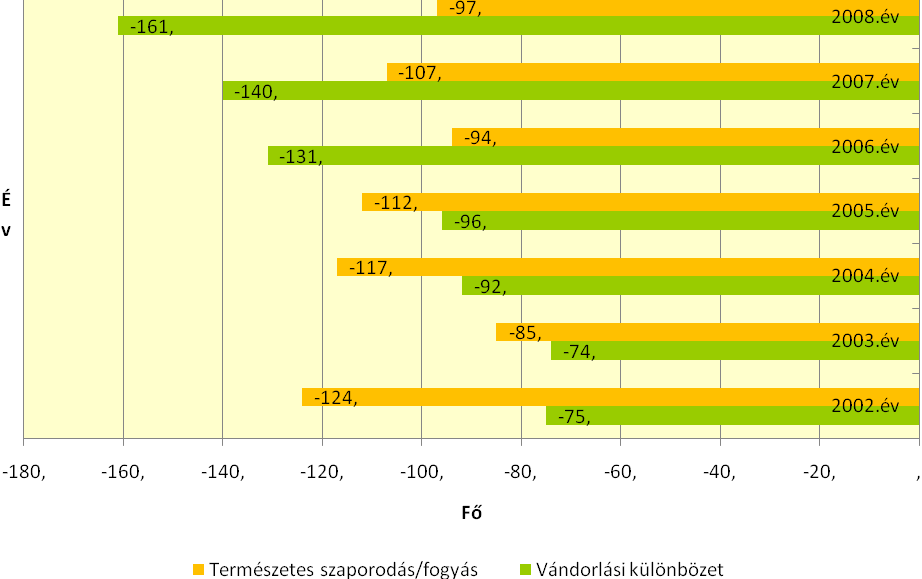 -97, 2008.év
-161,
-107, 2007.év
-140,
-94, 2006.év
-131,
-112, 2005.év
-96,
-117, 2004.év
-92,
-85, 2003.év
-74,
-124, 2002.év
-75,
É
v
-180, -160, -140, -120, -100, -80, -60, -40, -20, ,
Fő
Természetes szaporodás/fogyás Vándorlási különbözet